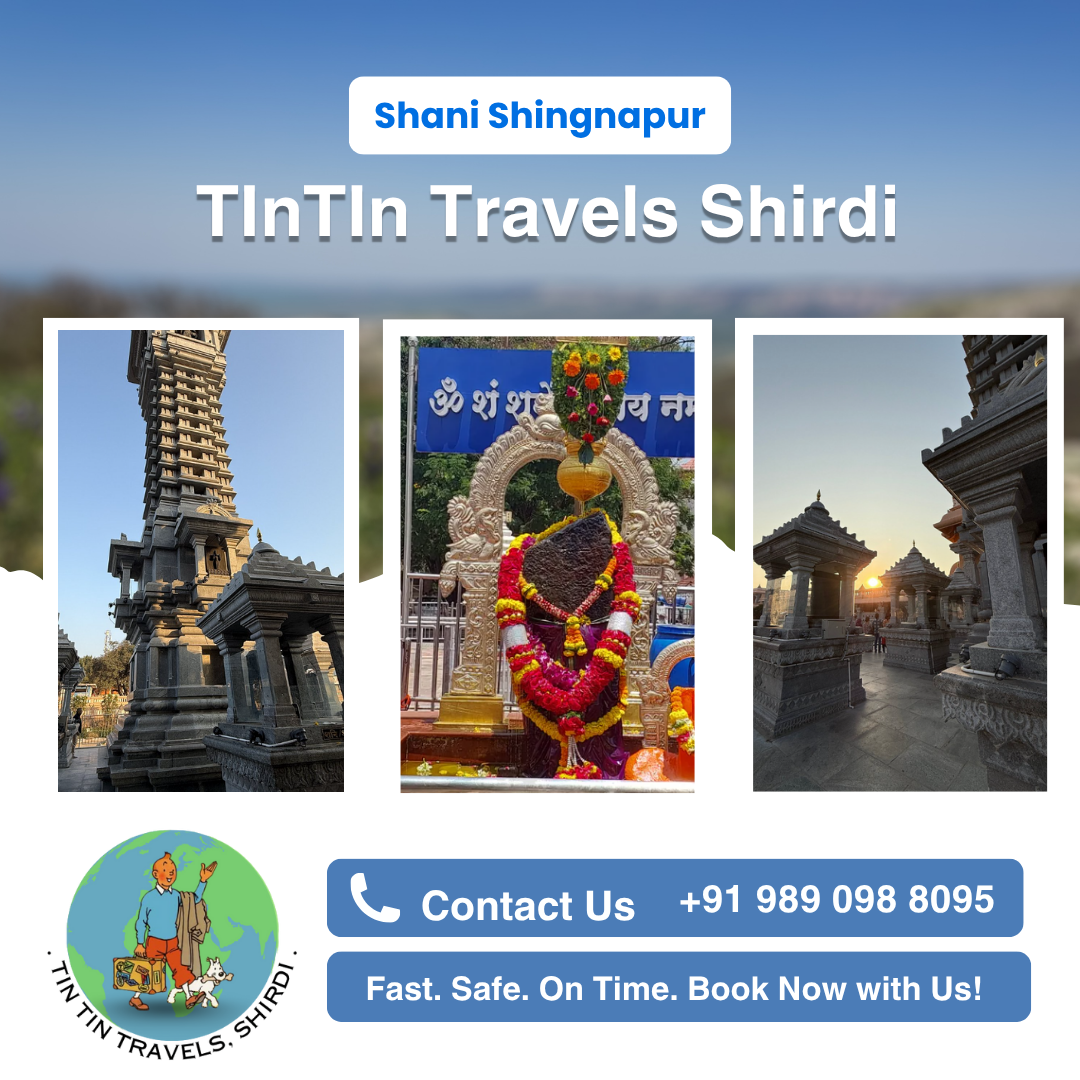 Shani Shingnapur
TInTIn Travels Shirdi
ॐ शं
Contact Us +91 989 098 8095
Fast. Safe. On Time. Book Now with Us!
· TIN TIN TRAVELS, SHIRDI ·